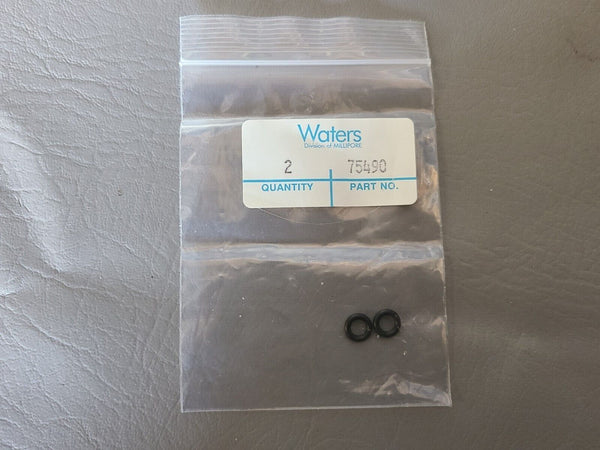 Waters
Division of MILLIPORE
2 75490
QUANTITY PART NO.